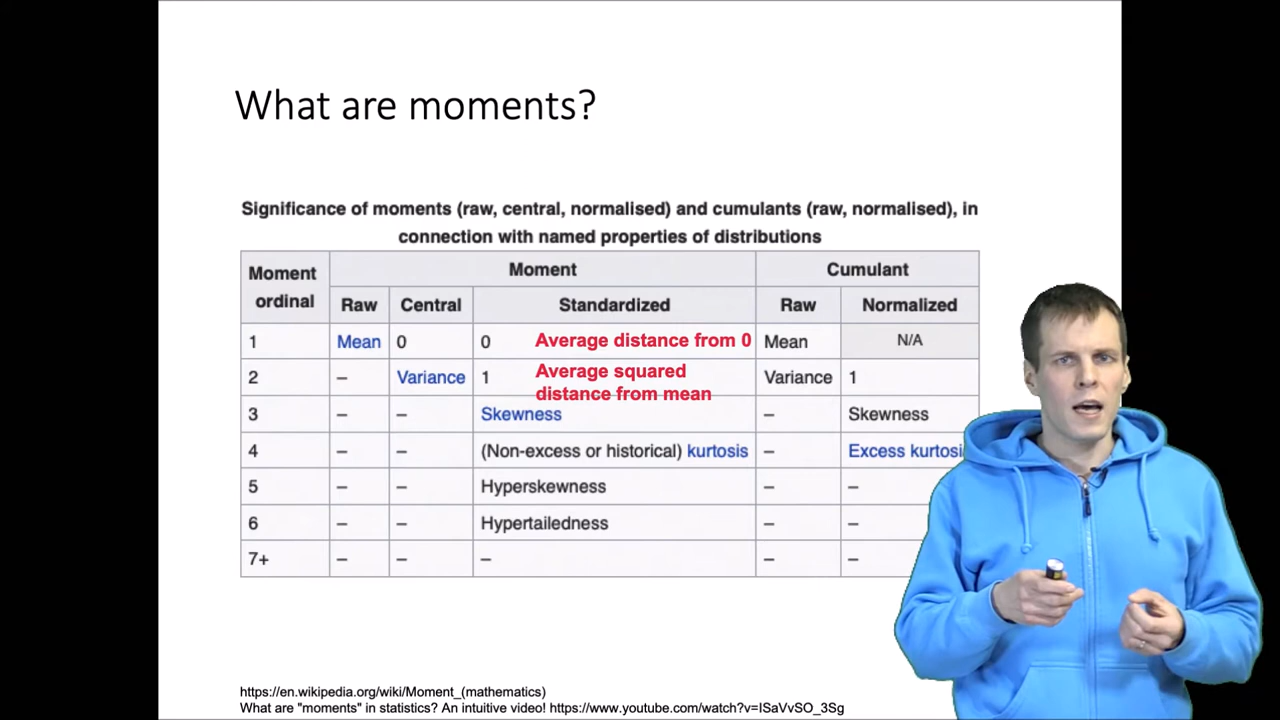 What are moments?
Significance of moments (raw, central, normalised) and cumulants (raw, normalised), in
connection with named properties of distributions
Moment ordinal Moment Cumulant
Raw Central Standardized Raw Normalized
1 Mean 0 0 Average distance from 0 Mean N/A
2 – Variance 1 Average squared distance from mean Variance 1
3 – – Skewness – Skewness
4 – – (Non-excess or historical) kurtosis – Excess kurtosi
5 – – Hyperskewness – –
6 – – Hypertailedness – –
7+ – – – – –
https://en.wikipedia.org/wiki/Moment_(mathematics)
What are "moments" in statistics? An intuitive video! https://www.youtube.com/watch?v=ISaVvSO_3Sg